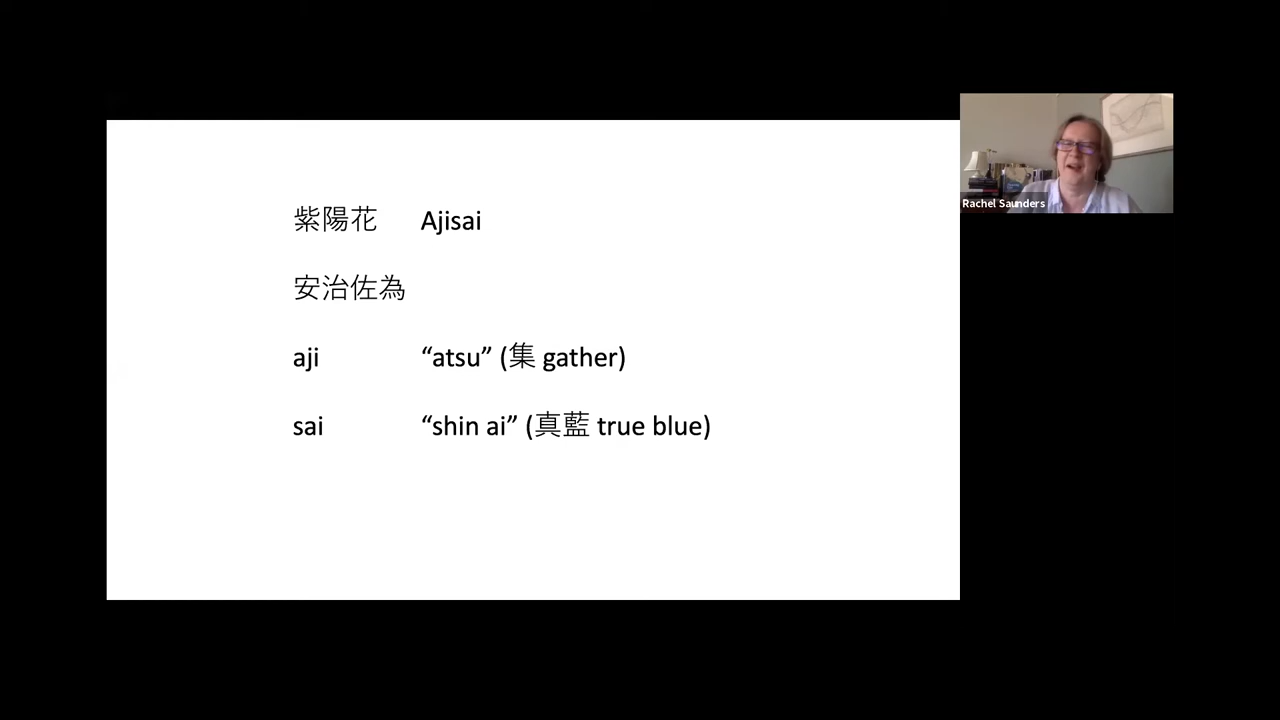 紫陽花 Ajisai
安治佐為
aji “atsu” (集 gather)
sai “shin ai” (真藍 true blue)
Rachel Saunders